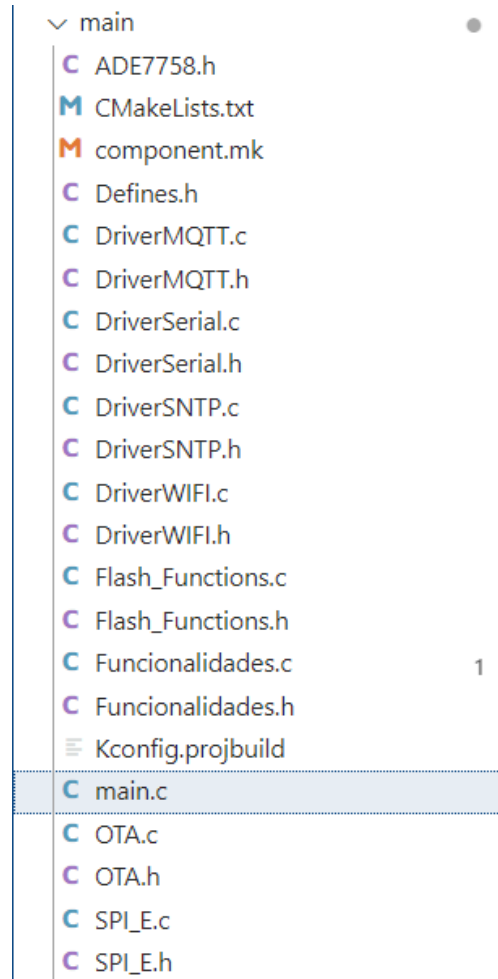 main
C ADE7758.h
M CMakeLists.txt
M component.mk
C Defines.h
C DriverMQTT.c
C DriverMQTT.h
C DriverSerial.c
C DriverSerial.h
C DriverSNTP.c
C DriverSNTP.h
C DriverWIFI.c
C DriverWIFI.h
C Flash_Functions.c
C Flash_Functions.h
C Funcionalidades.c 1
C Funcionalidades.h
Kconfig.projbuild
C main.c
C OTA.c
C OTA.h
C SPI_E.c
C SPI_E.h